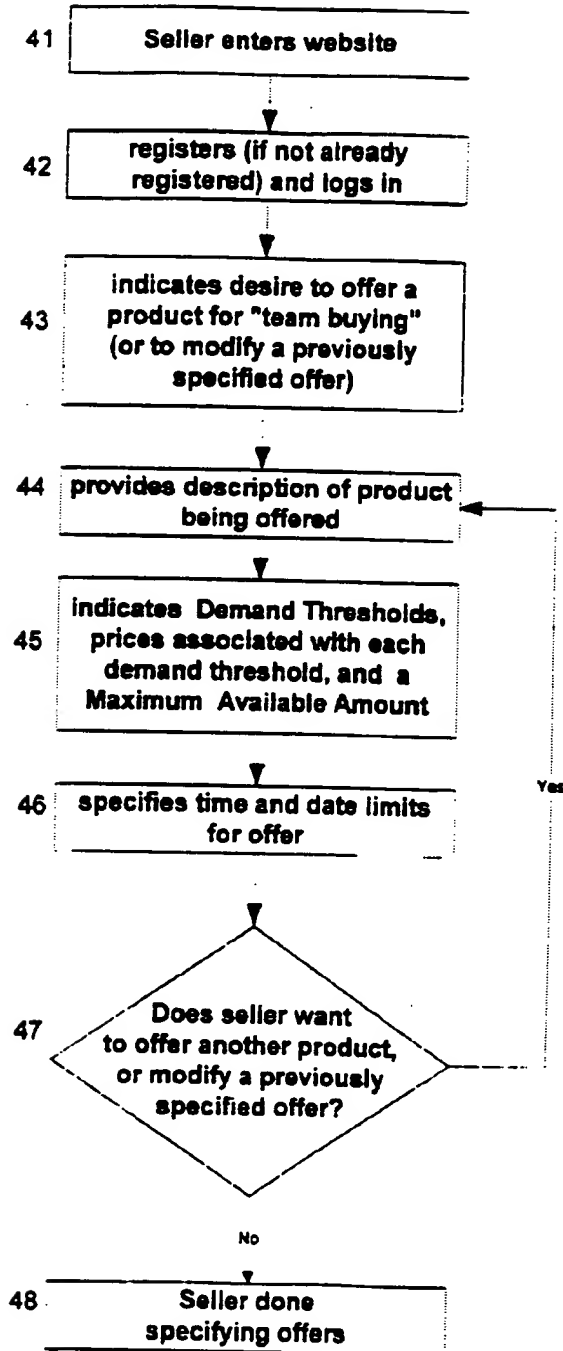 41 Seller enters website
registers (if not already
42 registered) and logs in
indicates desire to offer a
product for "team buying"
43 (or to modify a previously
specified offer)
44 provides description of product
being offered
indicates Demand Thresholds,
45 prices associated with each
demand threshold, and a
Maximum Available Amount
46 specifies time and date limits
for offer
Yes
Does seller want
47 to offer another product,
or modify a previously
specified offer?
No
48 Seller done
specifying offers